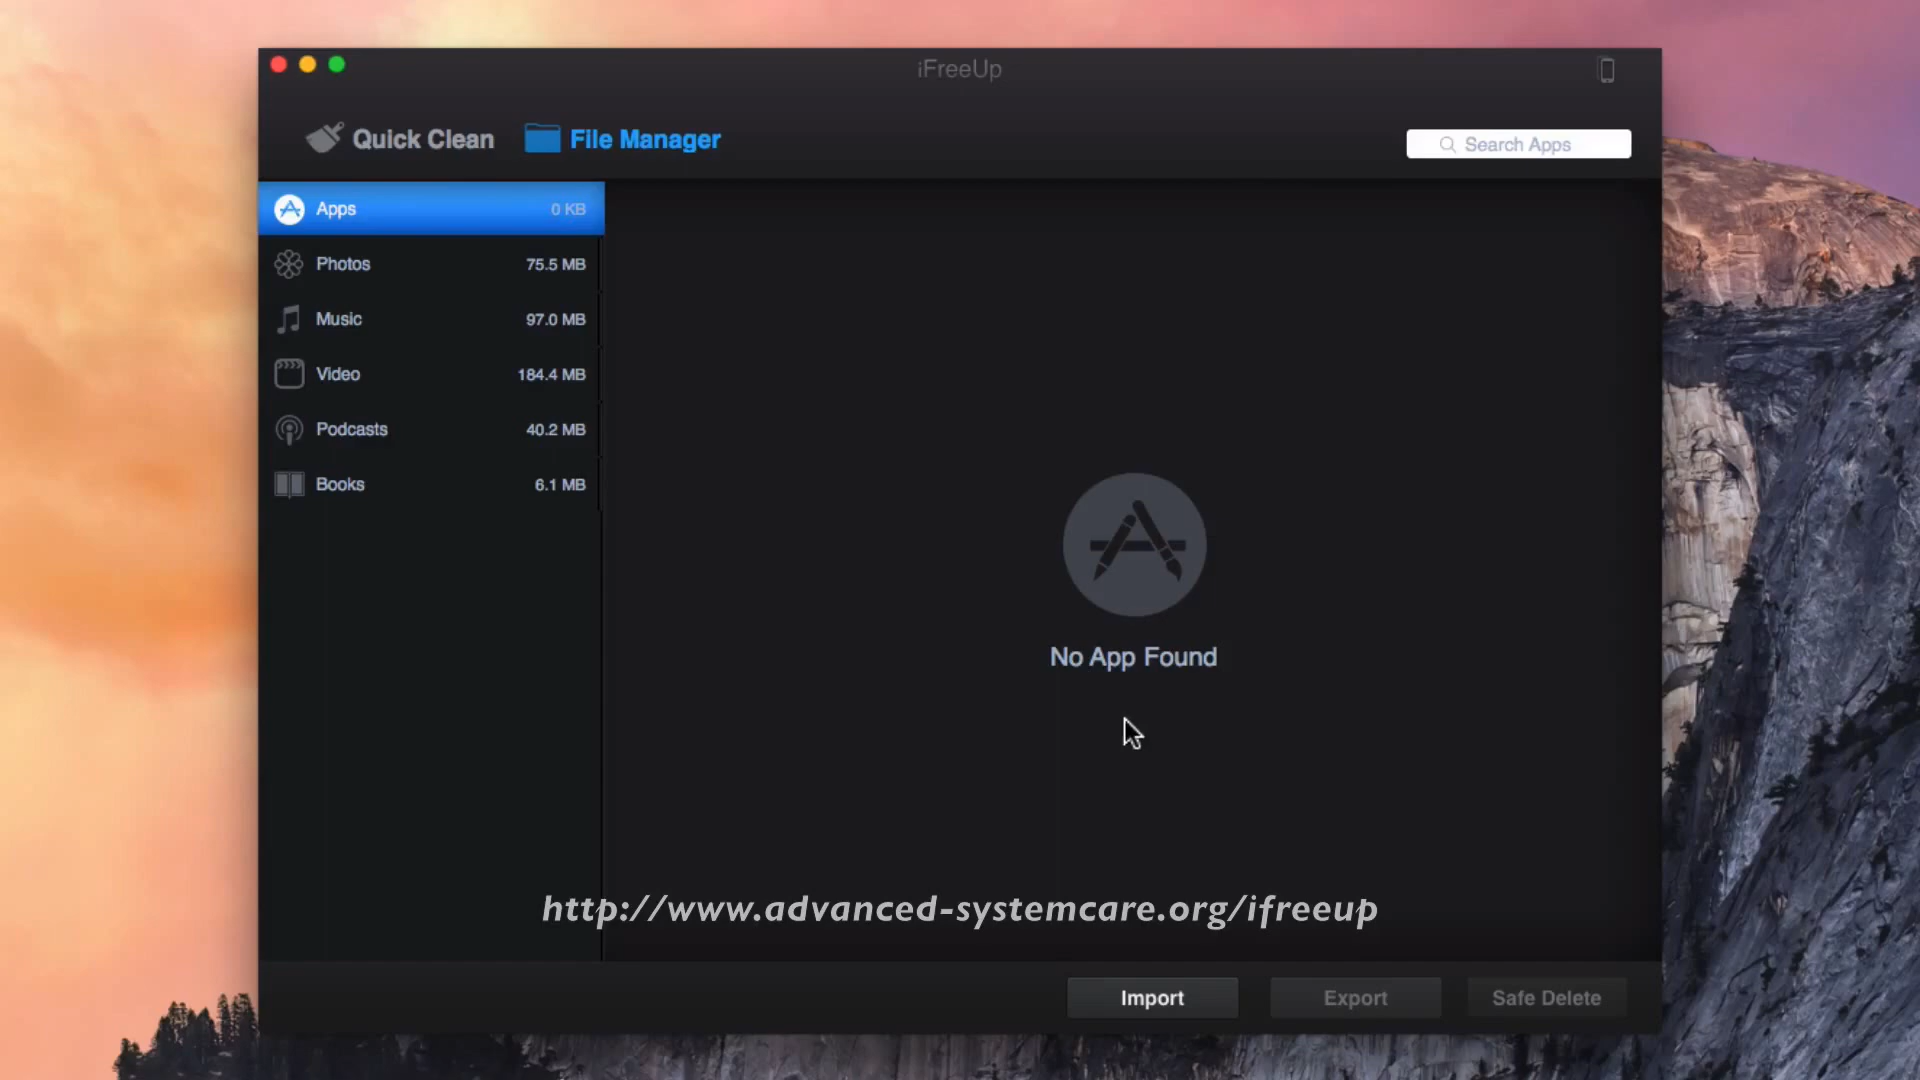 iFreeUp
Quick Clean
File Manager
Search Apps
Apps 0 KB
Photos 75.5 MB
Music 97.0 MB
Video 184.4 MB
Podcasts 40.2 MB
Books 6.1 MB
No App Found
http://www.advanced-systemcare.org/ifreeup
Import
Export
Safe Delete